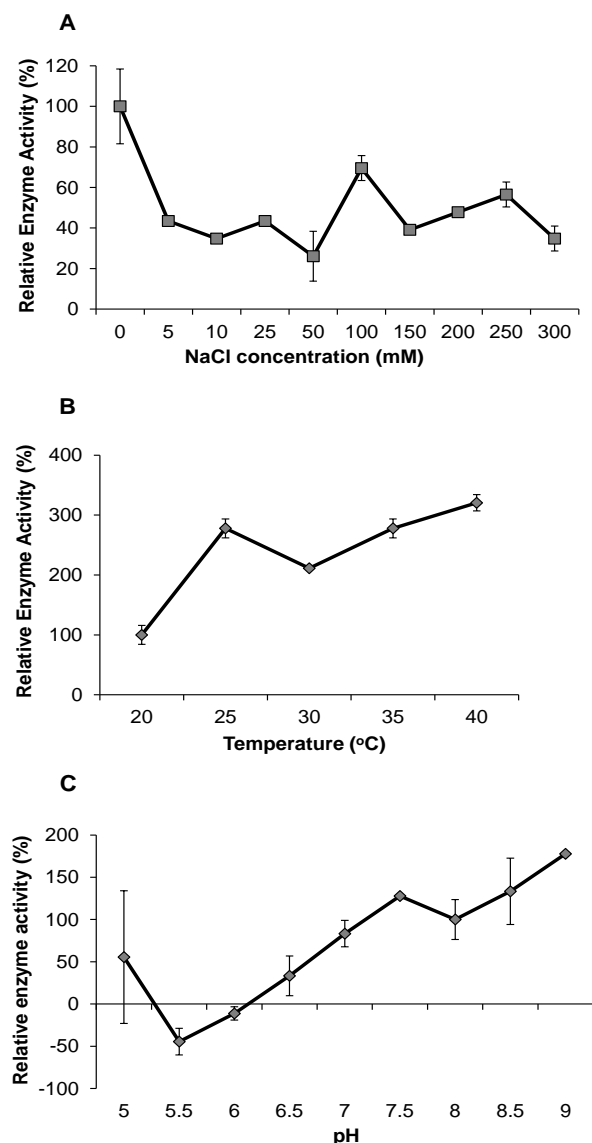 A
Relative Enzyme Activity (%)
120
100
80
60
40
20
0
0 5 10 25 50 100 150 200 250 300
NaCl concentration (mM)
B
Relative Enzyme Activity (%)
400
300
200
100
0
20 25 30 35 40
Temperature (ºC)
C
Relative enzyme activity (%)
200
150
100
50
0
-50
-100
5 5.5 6 6.5 7 7.5 8 8.5 9
pH